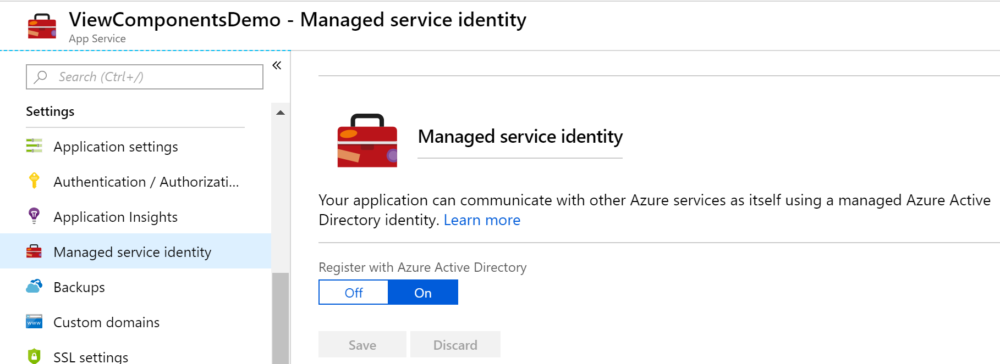 ViewComponentsDemo - Managed service identity
App Service
«
Search (Ctrl+/)
Settings
Application settings
Authentication / Authorizati...
Application Insights
Managed service identity
Backups
www
Custom domains
SSL settings
Managed service identity
Your application can communicate with other Azure services as itself using a managed Azure Active
Directory identity. Learn more
Register with Azure Active Directory
Off On
Save Discard